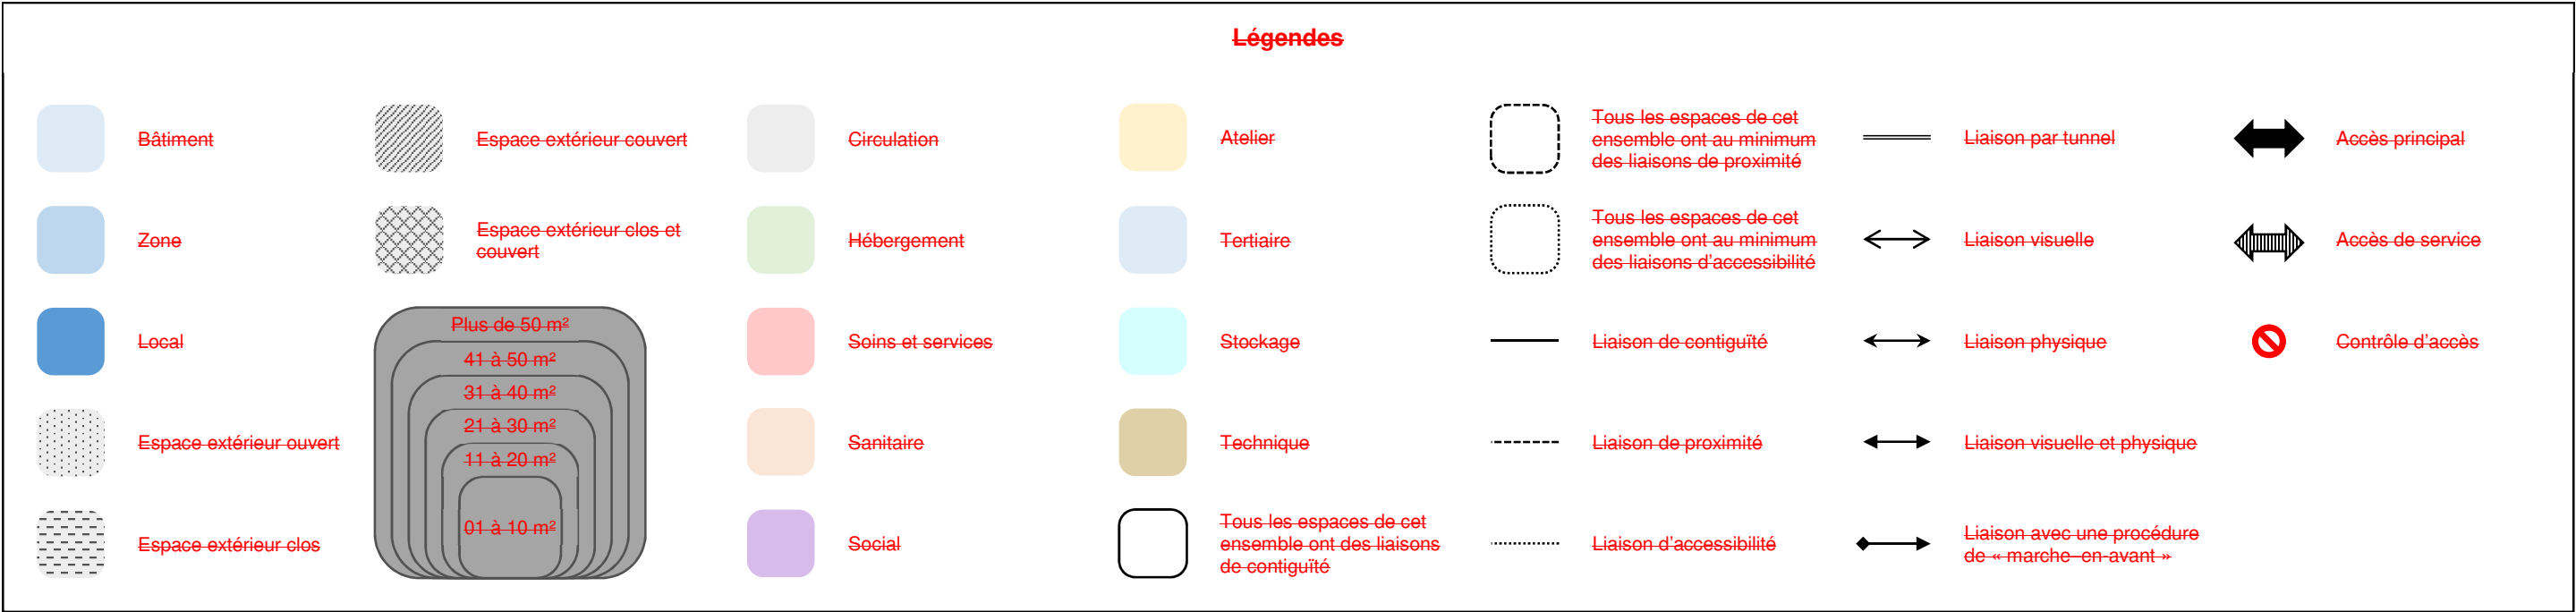 Légendes
Bâtiment
Zone
Local
Espace extérieur ouvert
Espace extérieur clos
Espace extérieur couvert
Espace extérieur clos et
couvert
Plus de 50 m²
41 à 50 m²
31 à 40 m²
21 à 30 m²
11 à 20 m²
01 à 10 m²
Circulation
Hébergement
Soins et services
Sanitaire
Social
Atelier
Tertiaire
Stockage
Technique
Tous les espaces de cet
ensemble ont des liaisons
de contiguïté
Tous les espaces de cet
ensemble ont au minimum
des liaisons de proximité
Tous les espaces de cet
ensemble ont au minimum
des liaisons d'accessibilité
Liaison de contiguïté
Liaison de proximité
Liaison d'accessibilité
Liaison par tunnel
Liaison visuelle
Liaison physique
Liaison visuelle et physique
Liaison avec une procédure
de « marche-en-avant »
Accès principal
Accès de service
Contrôle d'accès